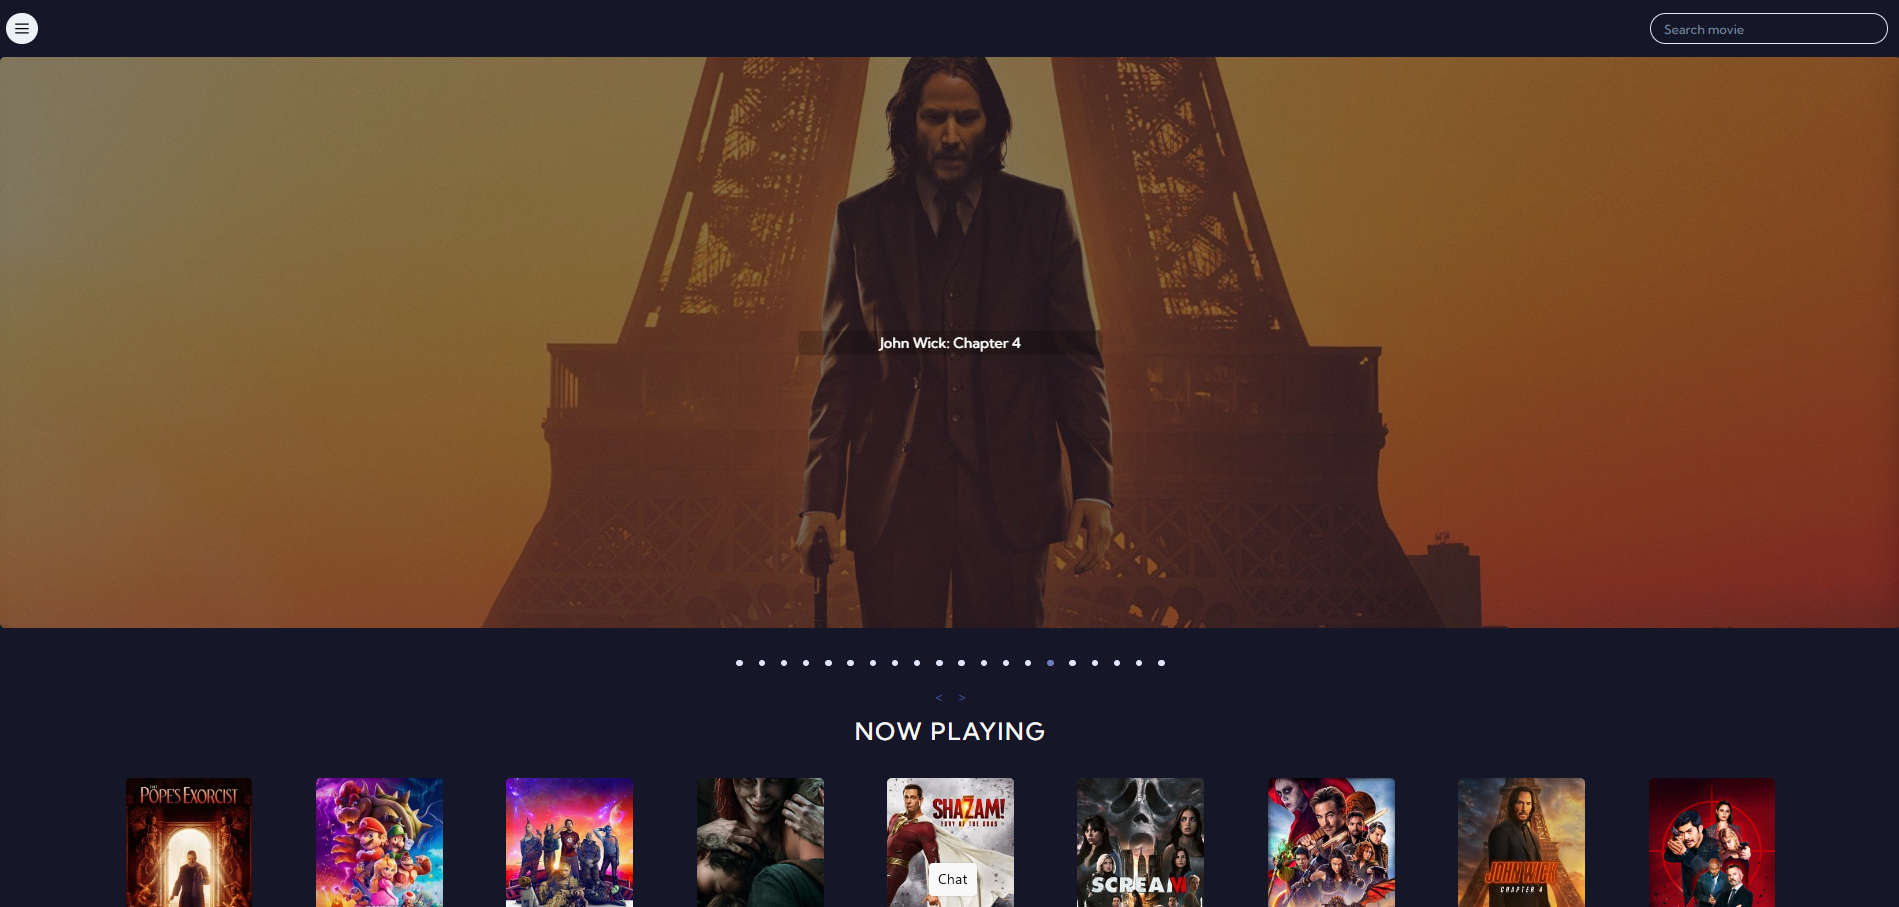 Search movie
John Wick: Chapter 4
< >
NOW PLAYING
THE POPE'S EXORCIST
SHAZAM!
FURY OF THE GODS
SCREAM
JOHN WICK
CHAPTER 4
Chat